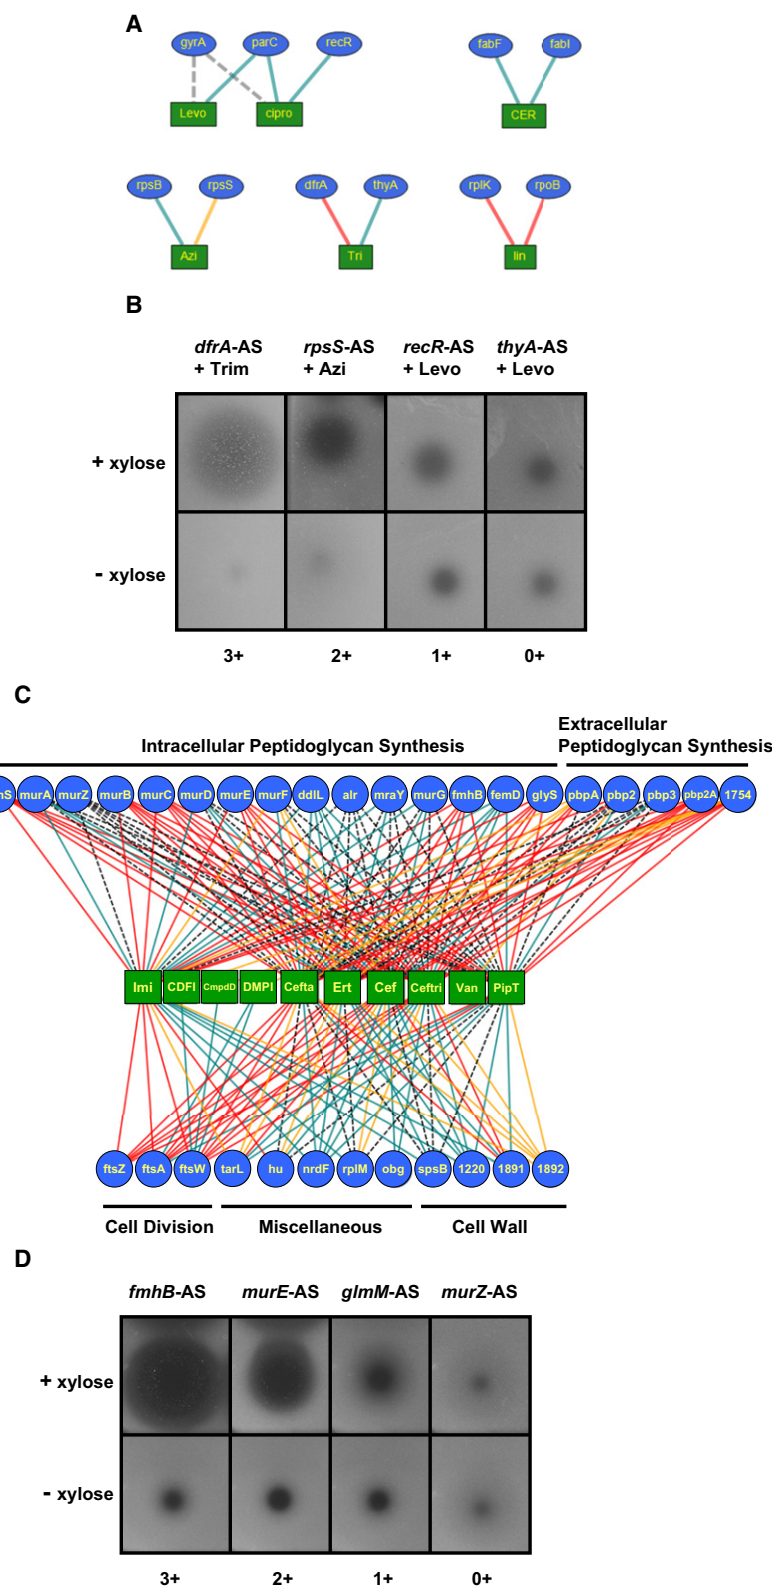 A
gyrA parC recR fabF fabI
Levo cipro CER
rpsB rpsS dfrA thyA rplK rpoB
Azi Tri lin
B
dfrA-AS rpsS-AS recR-AS thyA-AS
+ Trim + Azi + Levo + Levo
+ xylose
- xylose
3+ 2+ 1+ 0+
C
Extracellular
Intracellular Peptidoglycan Synthesis Peptidoglycan Synthesis
murA murZ murB murC murD murE murF ddlL alr mraY murG fmhB femD glyS pbpA pbp2 pbp3 pbp2A 1754
Imi CDFI CmpdD DMPI Cefta Ert Cef Ceftri Van PipT
ftsZ ftsA ftsW tarL hu nrdF rplM obg spsB 1220 1891 1892
Cell Division Miscellaneous Cell Wall
D
fmhB-AS murE-AS glmM-AS murZ-AS
+ xylose
- xylose
3+ 2+ 1+ 0+